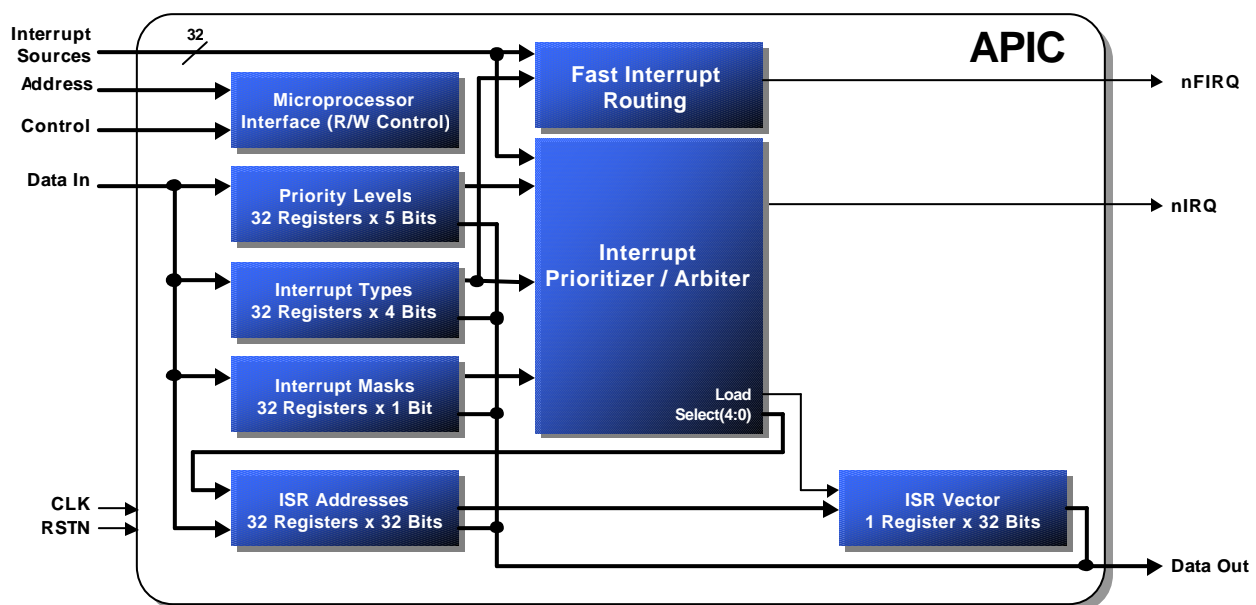 Interrupt
Sources
32
APIC
Address
Control
Data In
Microprocessor
Interface (R/W Control)
Fast Interrupt
Routing
nFIRQ
Priority Levels
32 Registers x 5 Bits
nIRQ
Interrupt
Prioritizer / Arbiter
Interrupt Types
32 Registers x 4 Bits
Interrupt Masks
32 Registers x 1 Bit
Load
Select(4:0)
CLK
RSTN
ISR Addresses
32 Registers x 32 Bits
ISR Vector
1 Register x 32 Bits
Data Out